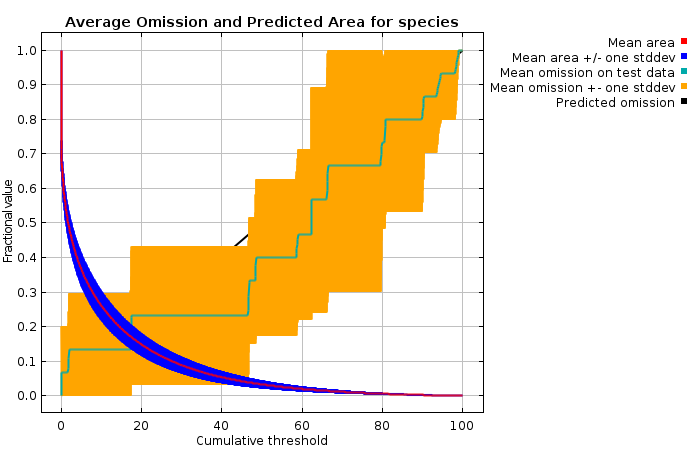 Average Omission and Predicted Area for species
Mean area
Mean area +/- one stddev
Mean omission on test data
Mean omission +- one stddev
Predicted omission
Fractional value
1.0
0.9
0.8
0.7
0.6
0.5
0.4
0.3
0.2
0.1
0.0
0 20 40 60 80 100
Cumulative threshold